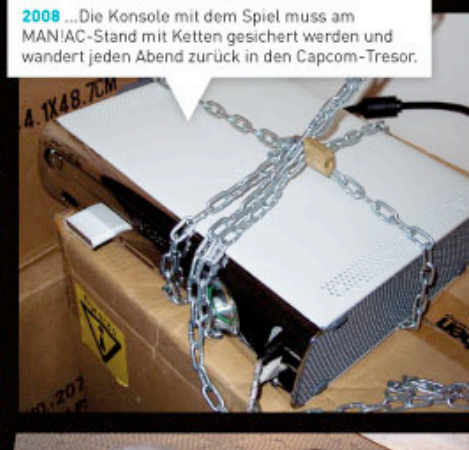 2008 ...Die Konsole mit dem Spiel muss am
MAN!AC-Stand mit Ketten gesichert werden und
wandert jeden Abend zurück in den Capcom-Tresor.
4.1X48.7CM